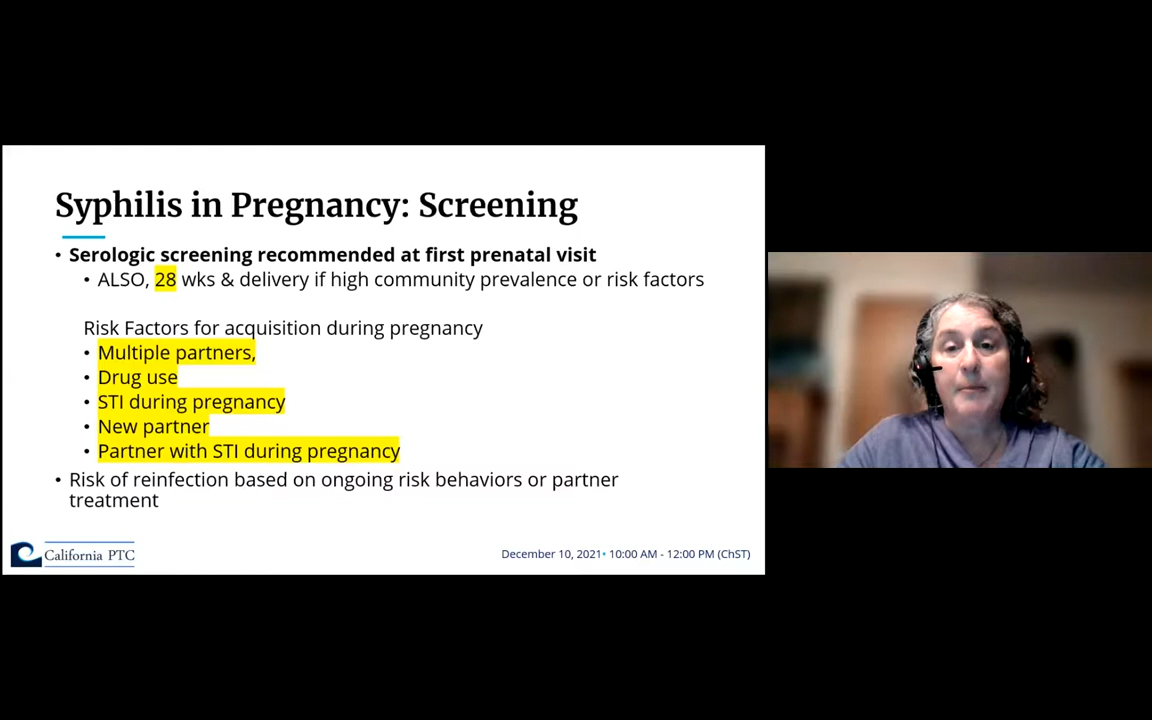 Syphilis in Pregnancy: Screening
• Serologic screening recommended at first prenatal visit
• ALSO, 28 wks & delivery if high community prevalence or risk factors
Risk Factors for acquisition during pregnancy
• Multiple partners,
• Drug use
• STI during pregnancy
• New partner
• Partner with STI during pregnancy
• Risk of reinfection based on ongoing risk behaviors or partner
treatment
California PTC
December 10, 2021• 10:00 AM - 12:00 PM (ChST)